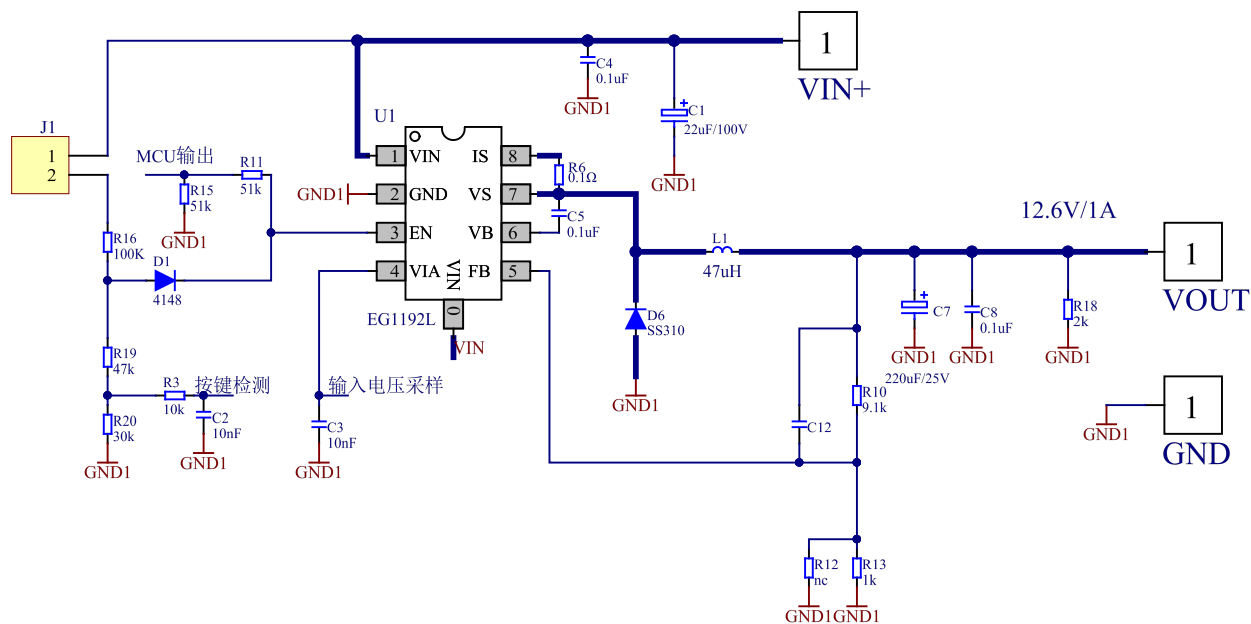 1
VIN+
C4
0.1uF
GND1
C1
22uF/100V
GND1
J1
1
2
MCU输出
R11
51k
R15
51k
GND1
R16
100K
D1
4148
R19
47k
R3
10k
按键检测
C2
10nF
GND1
R20
30k
GND1
U1
1 VIN IS 8
2 GND VS 7
3 EN VB 6
4 VIA VIN FB 5
0
EG1192L
VIN
GND1
输入电压采样
C3
10nF
GND1
R6
0.1Ω
C5
0.1uF
L1
47uH
D6
SS310
GND1
12.6V/1A
1
VOUT
C7
GND1
220uF/25V
C8
0.1uF
GND1
R18
2k
GND1
R10
9.1k
C12
1
GND
GND1
R12
nc
GND1
R13
1k
GND1